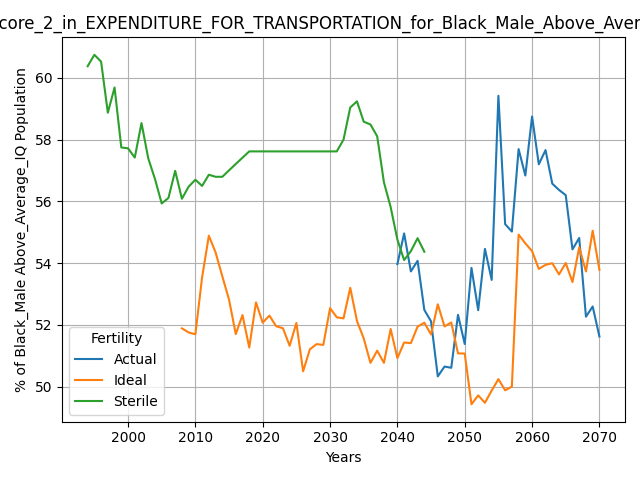 core_2_in_EXPENDITURE_FOR_TRANSPORTATION_for_Black_Male_Above_Aver
% of Black_Male Above_Average_IQ Population
60
58
56
54
52
50
Fertility
Actual
Ideal
Sterile
2000 2010 2020 2030 2040 2050 2060 2070
Years